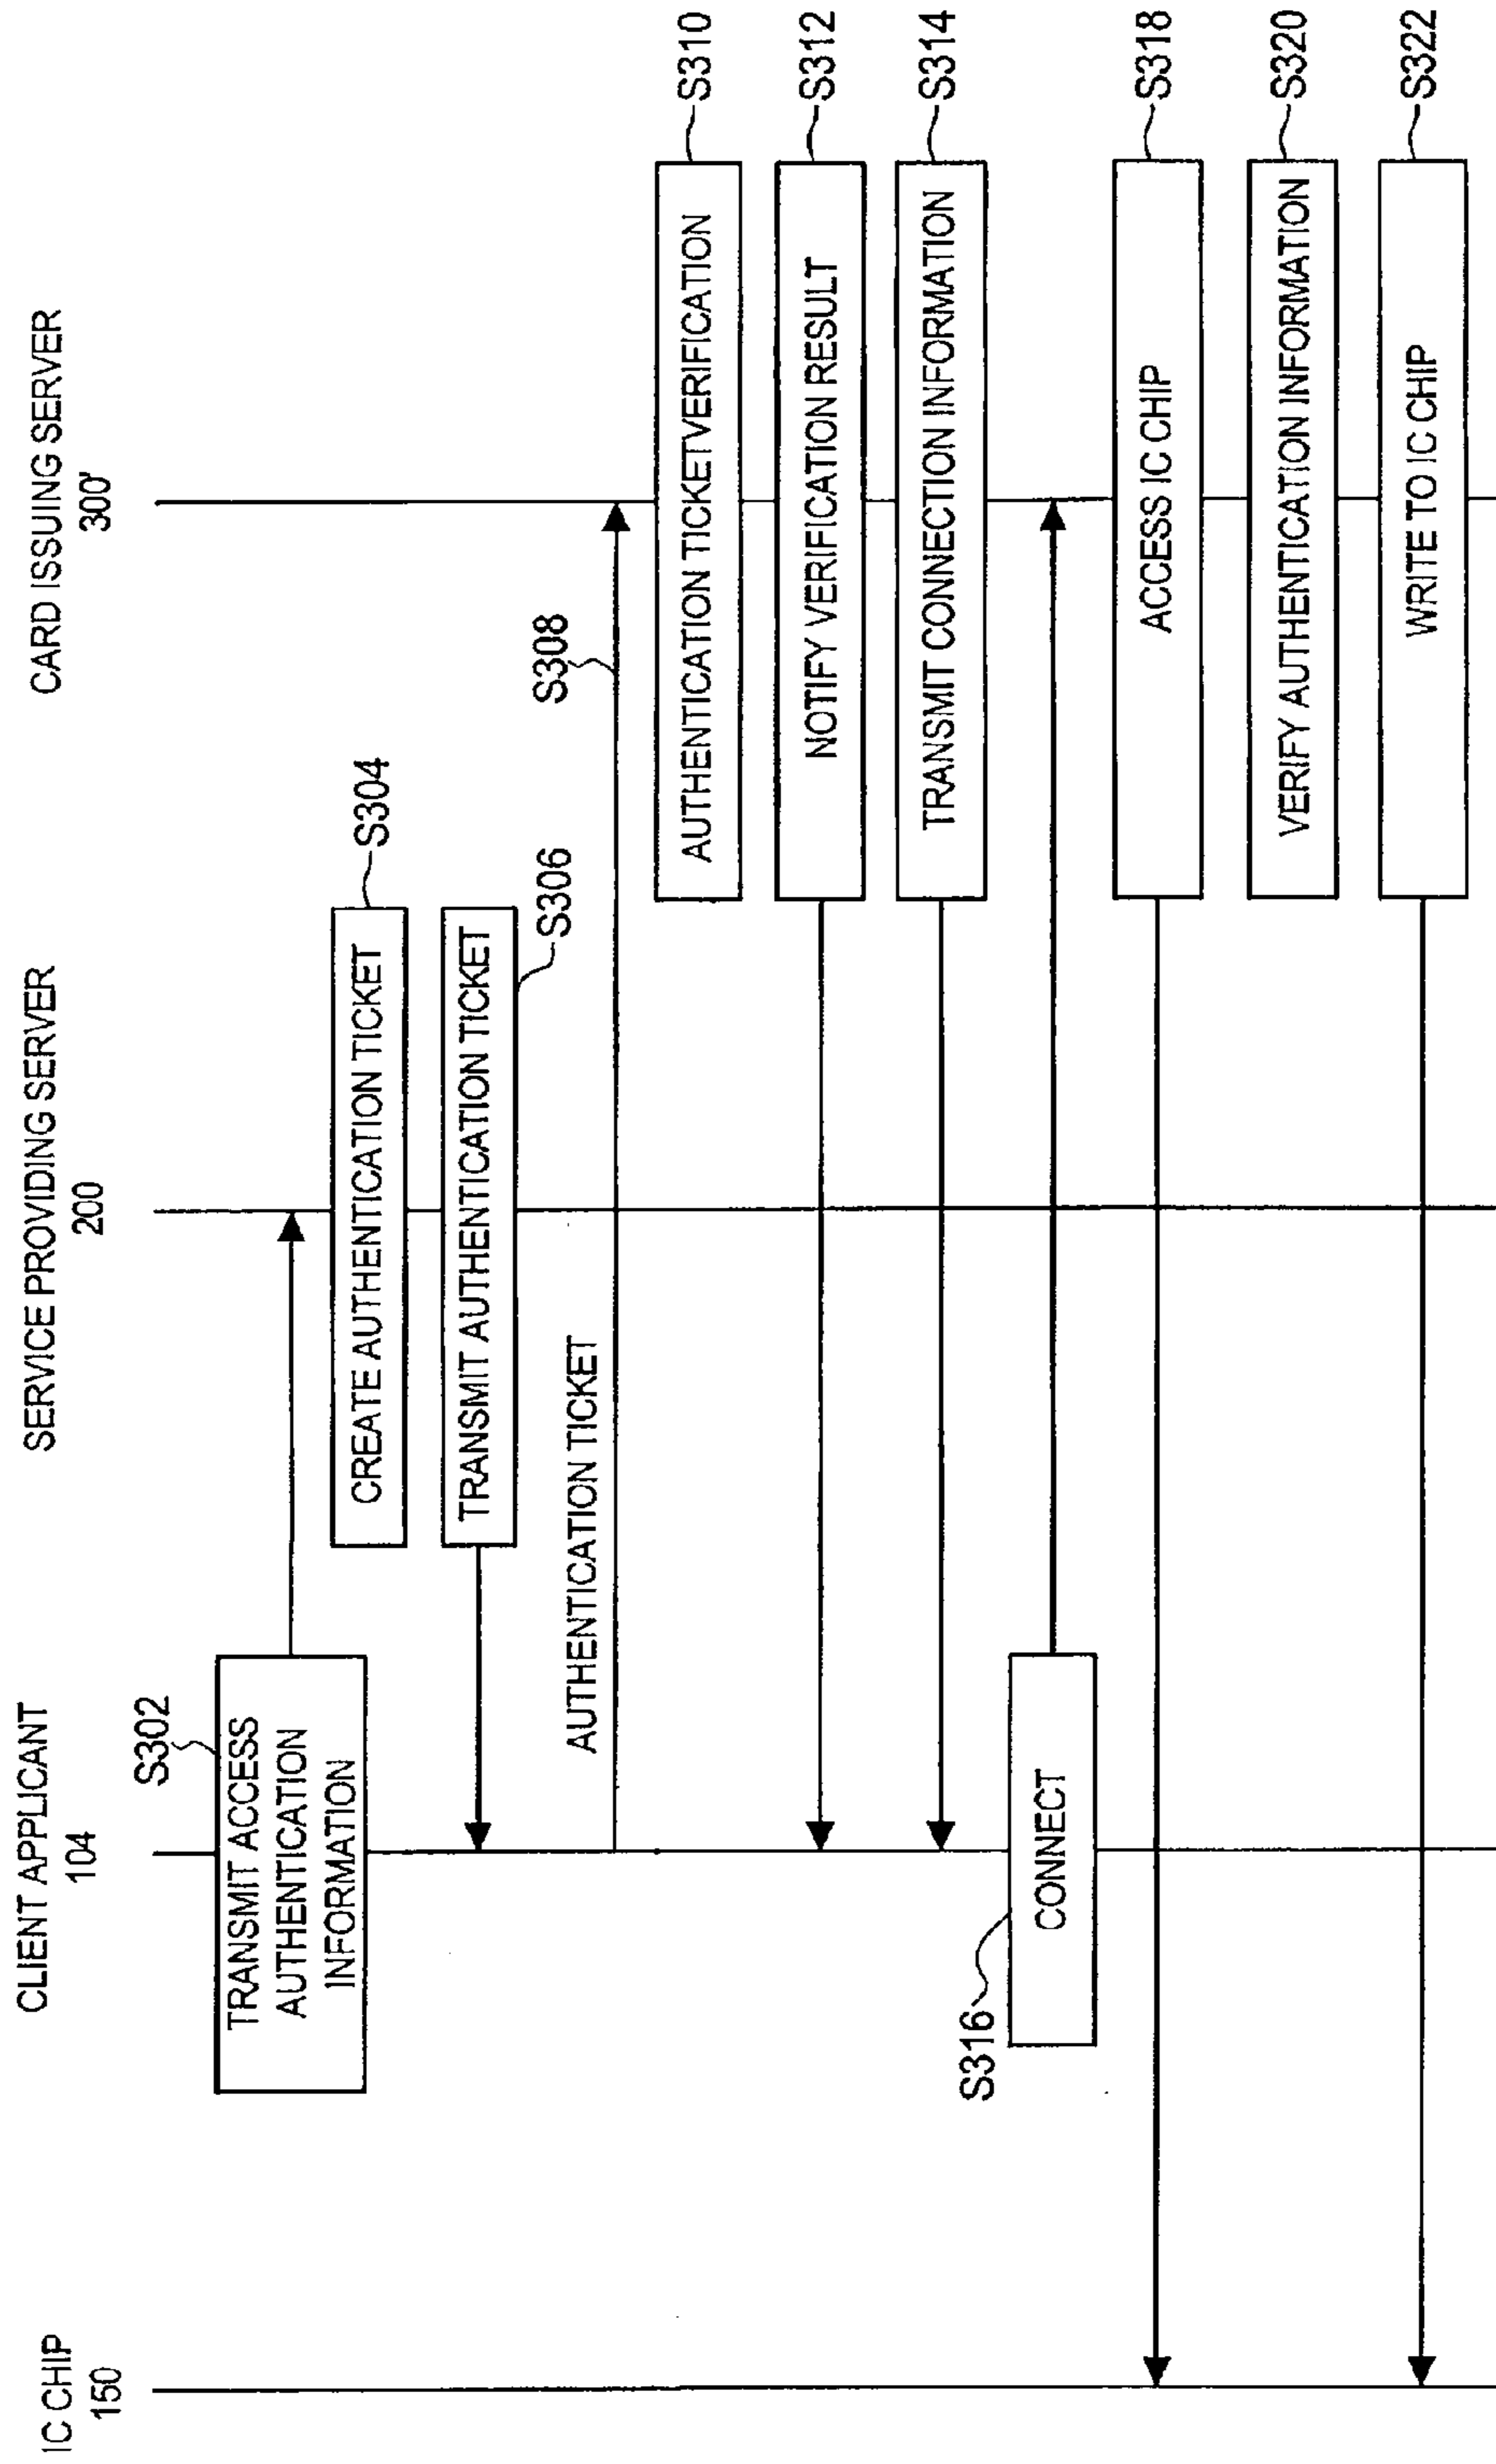 IC CHIP
150
CLIENT APPLICANT
104
SERVICE PROVIDING SERVER
200
CARD ISSUING SERVER
300'
S302
TRANSMIT ACCESS
AUTHENTICATION
INFORMATION
CREATE AUTHENTICATION TICKET
S304
TRANSMIT AUTHENTICATION TICKET
S306
AUTHENTICATION TICKET
S308
AUTHENTICATION TICKETVERIFICATION
S310
NOTIFY VERIFICATION RESULT
S312
TRANSMIT CONNECTION INFORMATION
S314
S316
CONNECT
ACCESS IC CHIP
S318
VERIFY AUTHENTICATION INFORMATION
S320
WRITE TO IC CHIP
S322